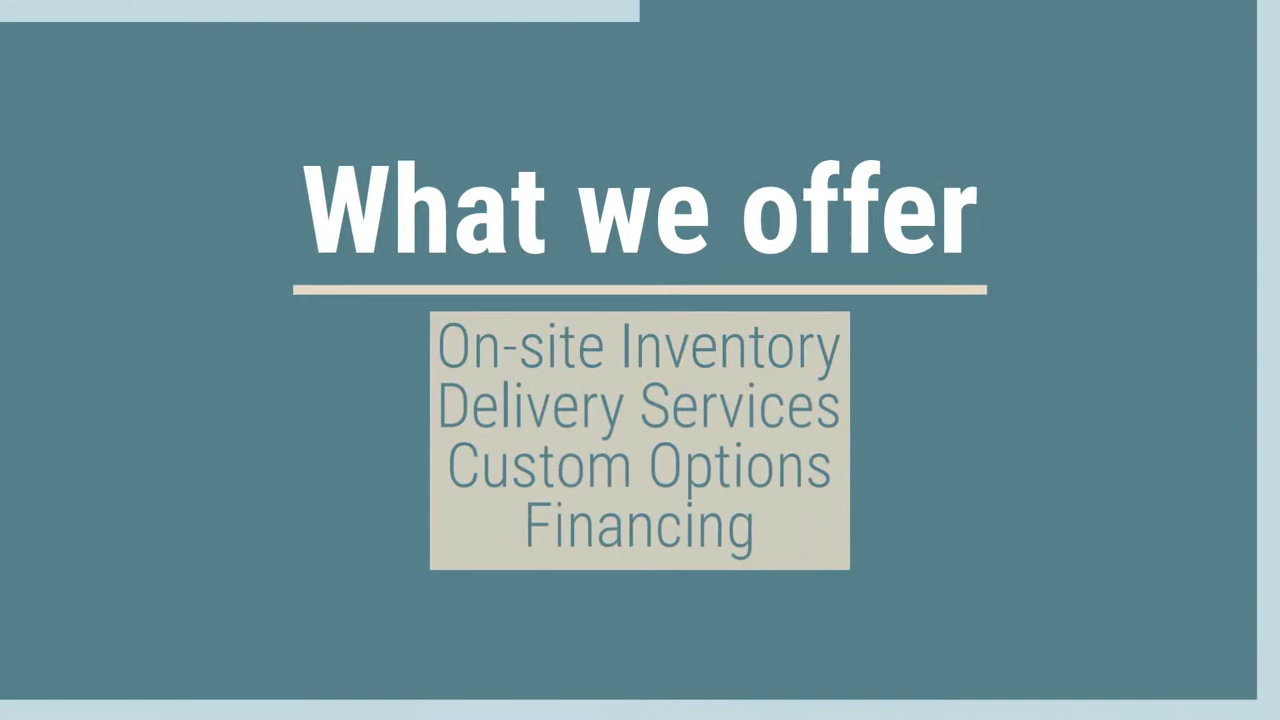 What we offer
On-site Inventory
Delivery Services
Custom Options
Financing